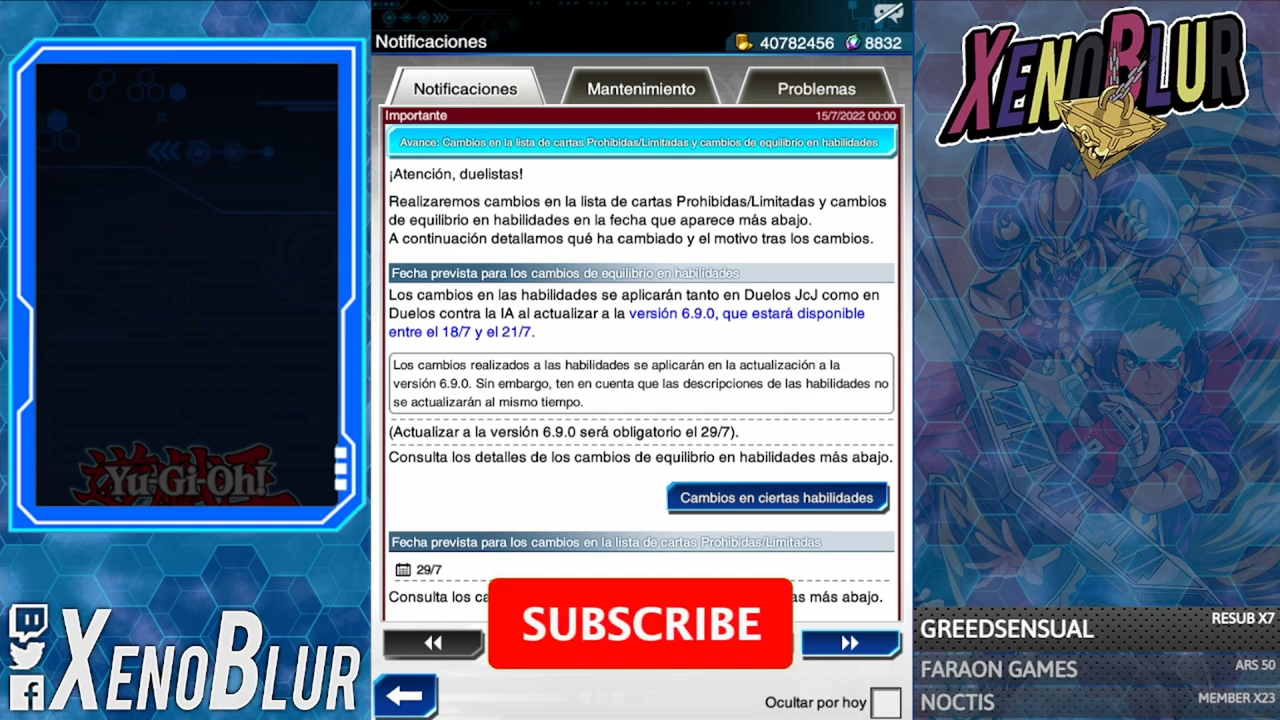 Notificaciones
40782456
8832
Notificaciones
Mantenimiento
Problemas
Importante
15/7/2022 00:00
Avance: Cambios en la lista de cartas Prohibidas/Limitadas y cambios de equilibrio en habilidades
¡Atención, duelistas!
Realizaremos cambios en la lista de cartas Prohibidas/Limitadas y cambios
de equilibrio en habilidades en la fecha que aparece más abajo.
A continuación detallamos qué ha cambiado y el motivo tras los cambios.
Fecha prevista para los cambios de equilibrio en habilidades
Los cambios en las habilidades se aplicarán tanto en Duelos JcJ como en
Duelos contra la IA al actualizar a la versión 6.9.0, que estará disponible
entre el 18/7 y el 21/7.
Los cambios realizados a las habilidades se aplicarán en la actualización a la
versión 6.9.0. Sin embargo, ten en cuenta que las descripciones de las habilidades no
se actualizarán al mismo tiempo.
(Actualizar a la versión 6.9.0 será obligatorio el 29/7).
Consulta los detalles de los cambios de equilibrio en habilidades más abajo.
Cambios en ciertas habilidades
Fecha prevista para los cambios en la lista de cartas Prohibidas/Limitadas
29/7
Consulta los ca
as más abajo.
SUBSCRIBE
Ocultar por hoy
Yu-Gi-Oh!
XENOBLUR
XENOBLUR
GREEDSENSUAL
RESUB X7
FARAON GAMES
ARS 50
NOCTIS
MEMBER X23